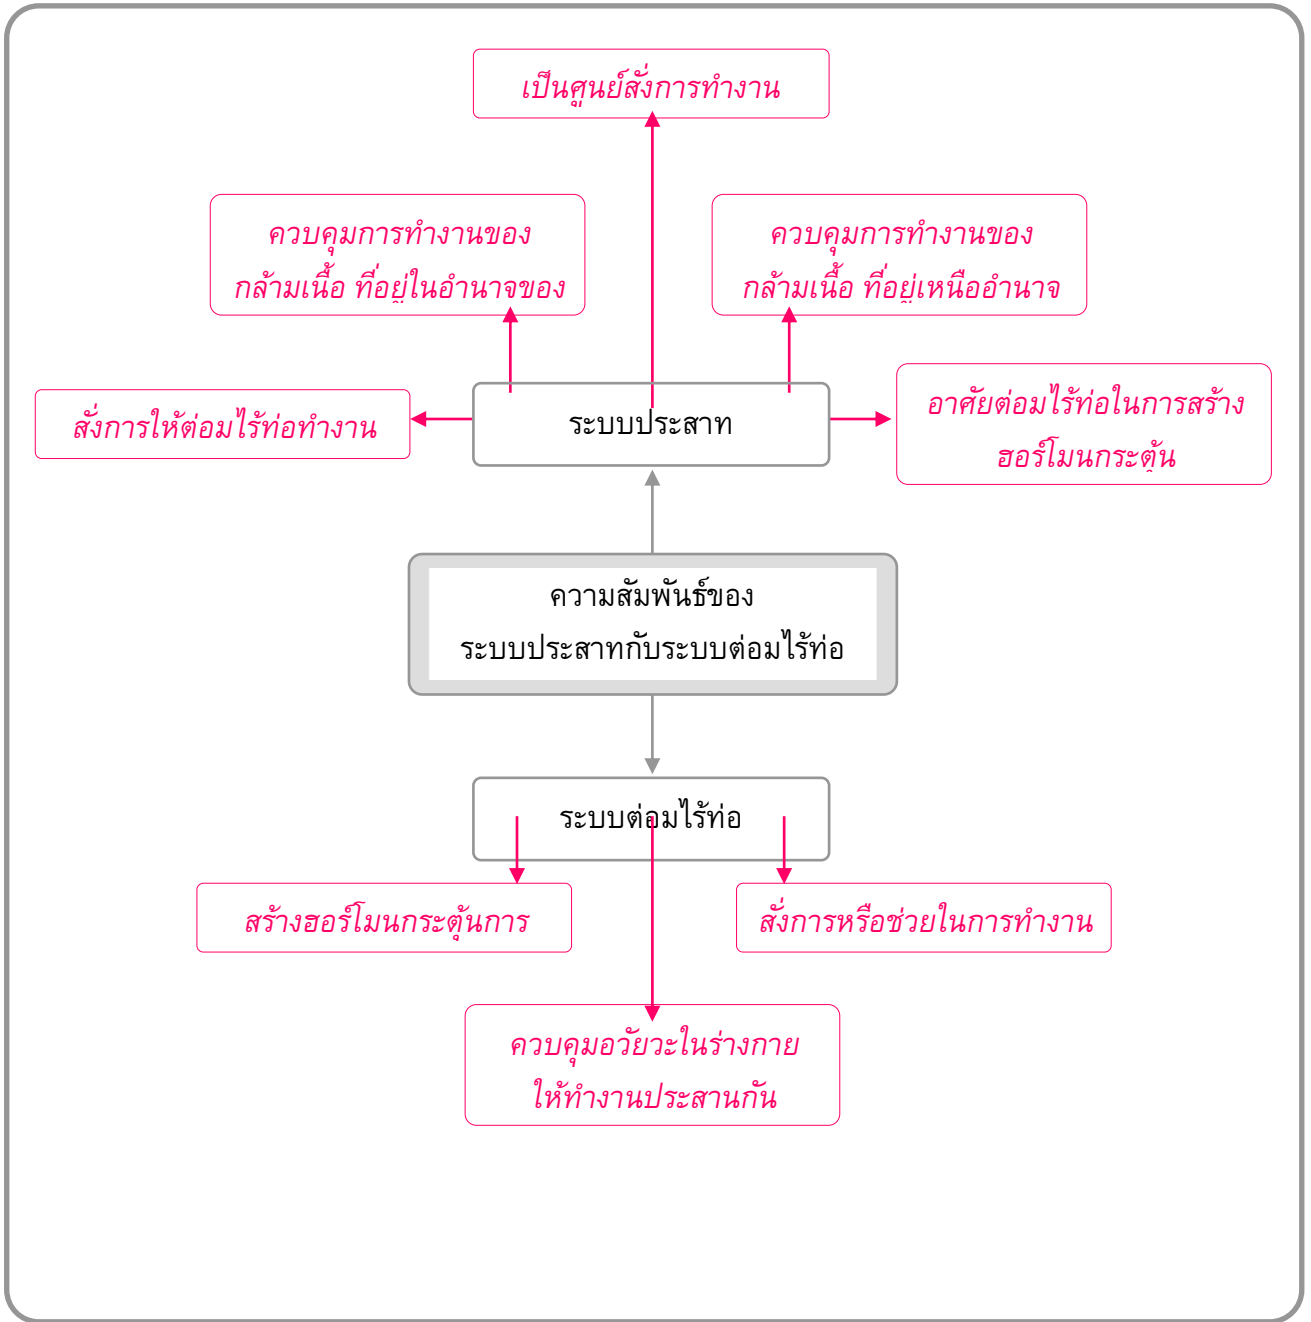 เป็นศูนย์สั่งการทำงาน
ควบคุมการทำงานของ
กล้ามเนื้อ ที่อยู่ในอำนาจของ
ควบคุมการทำงานของ
กล้ามเนื้อ ที่อยู่เหนืออำนาจ
สั่งการให้ต่อมไร้ท่อทำงาน
ระบบประสาท
อาศัยต่อมไร้ท่อในการสร้าง
ฮอร์โมนกระตุ้น
ความสัมพันธ์ของ
ระบบประสาทกับระบบต่อมไร้ท่อ
ระบบต่อมไร้ท่อ
สร้างฮอร์โมนกระตุ้นการ
สั่งการหรือช่วยในการทำงาน
ควบคุมอวัยวะในร่างกาย
ให้ทำงานประสานกัน